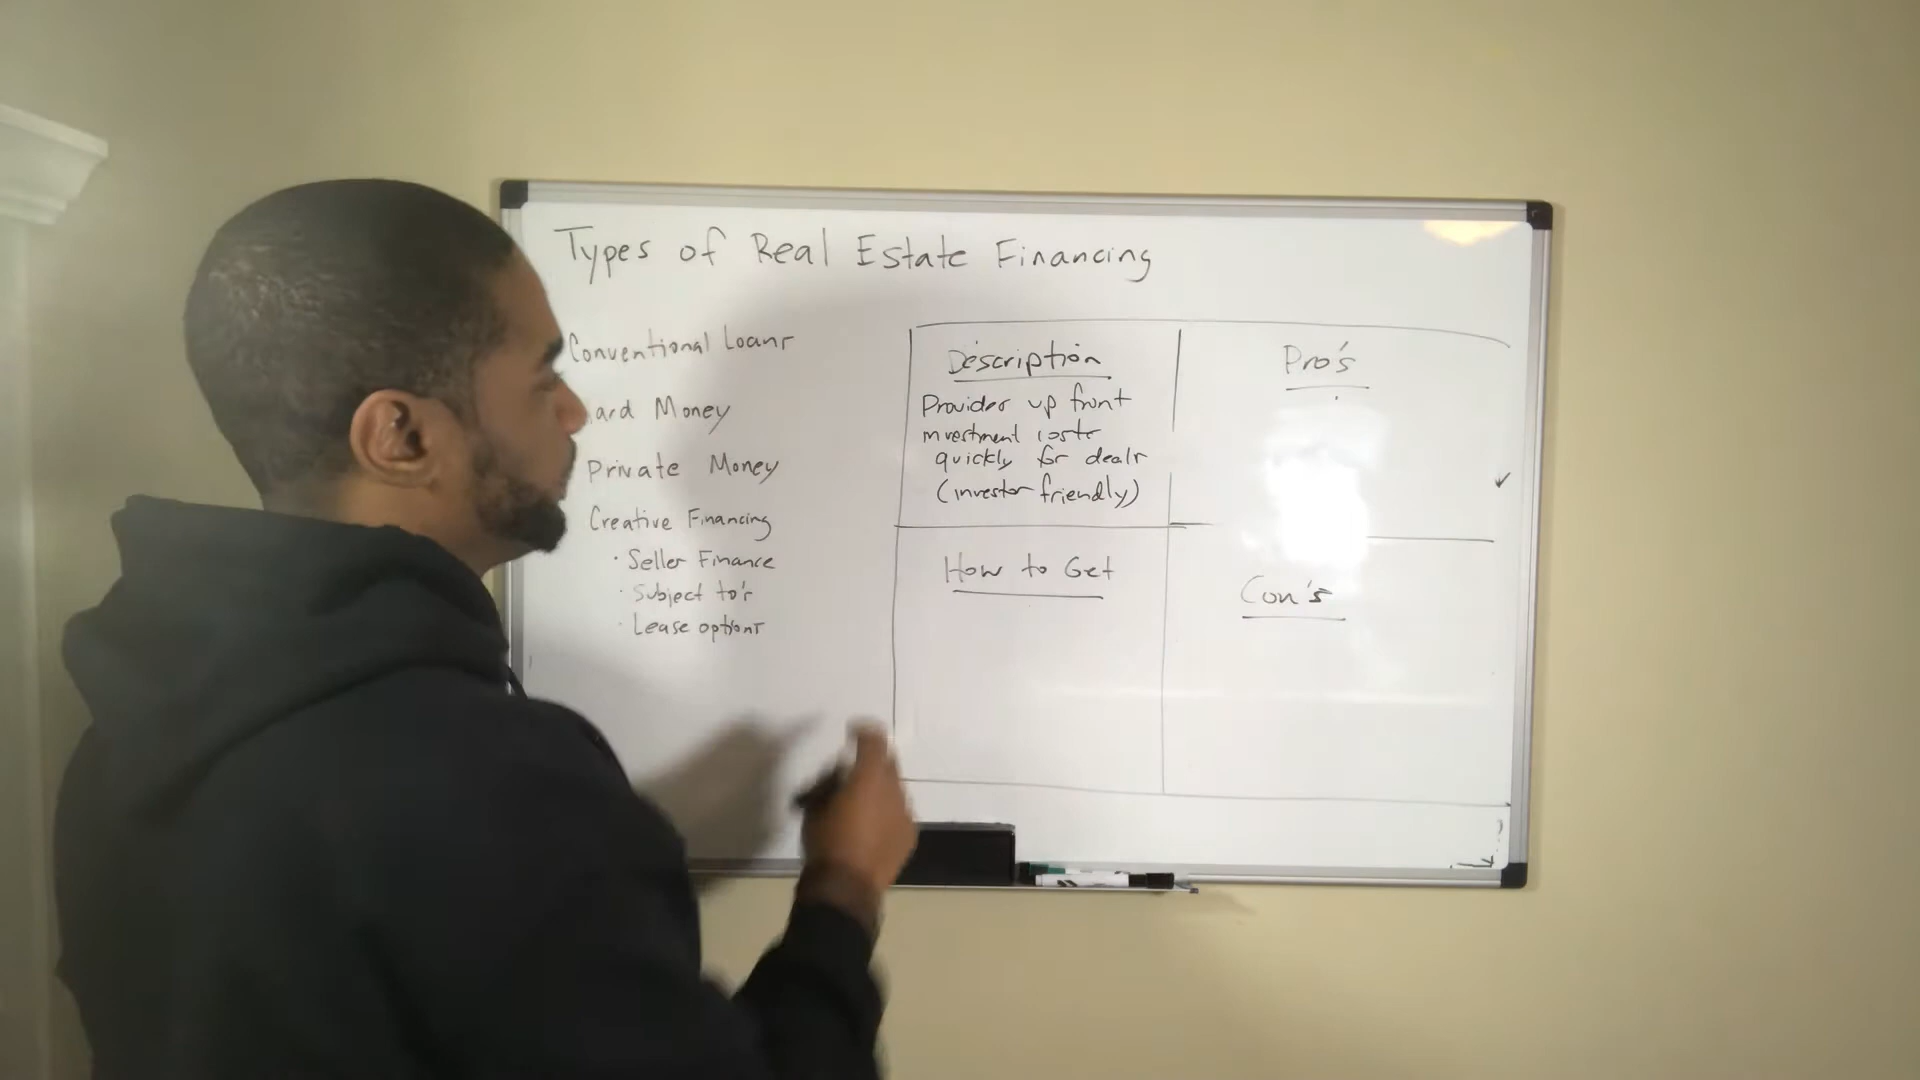 Types of Real Estate Financing
Conventional Loans
ard Money
Private Money
Creative Financing
· Seller Finance
· Subject to's
· Lease options
Description
Provides up front
investment costs
quickly for deals
(investor friendly)
Pro's
How to Get
Con's